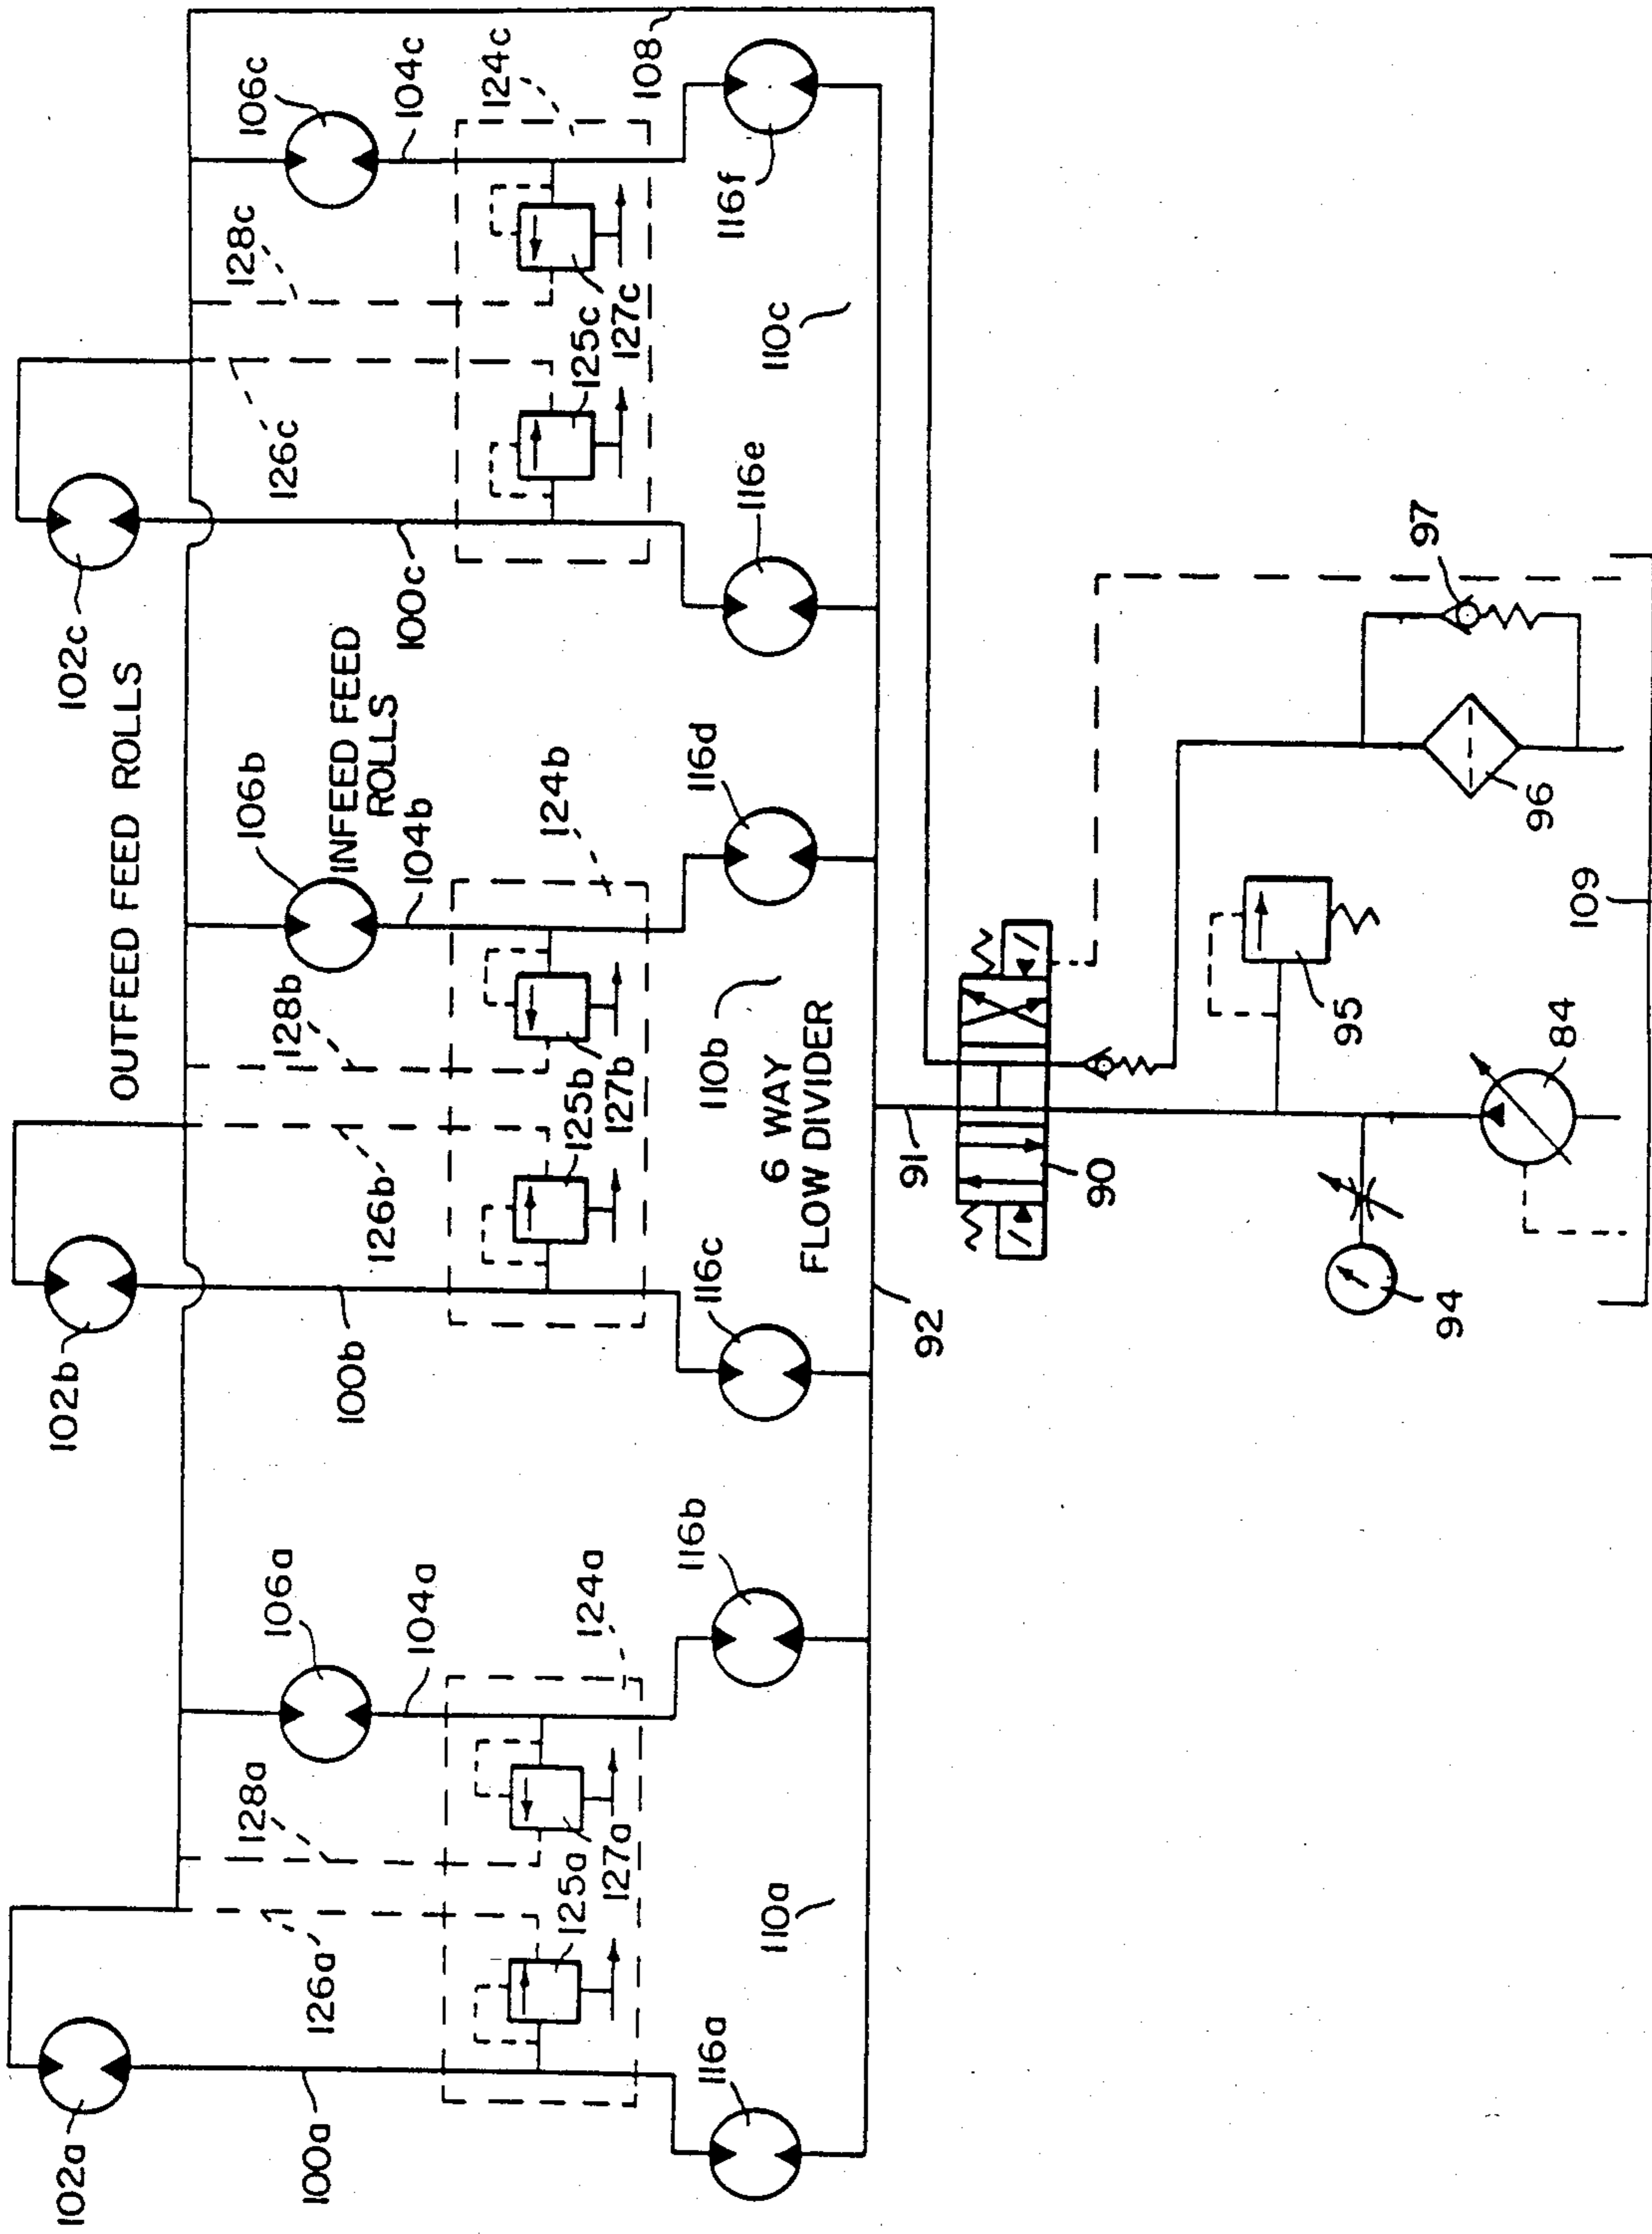 102a
102b
102c
OUTFEED FEED ROLLS
106a
106b
106c
INFEED FEED
ROLLS
100a
126a
128a
104a
100b
126b
128b
104b
100c
126c
128c
104c
125a
127a
124a
125b
127b
124b
125c
127c
124c
108
116a
116b
116c
116d
116e
116f
110a
110b
110c
6 WAY
FLOW DIVIDER
92
91
90
94
84
95
96
97
109